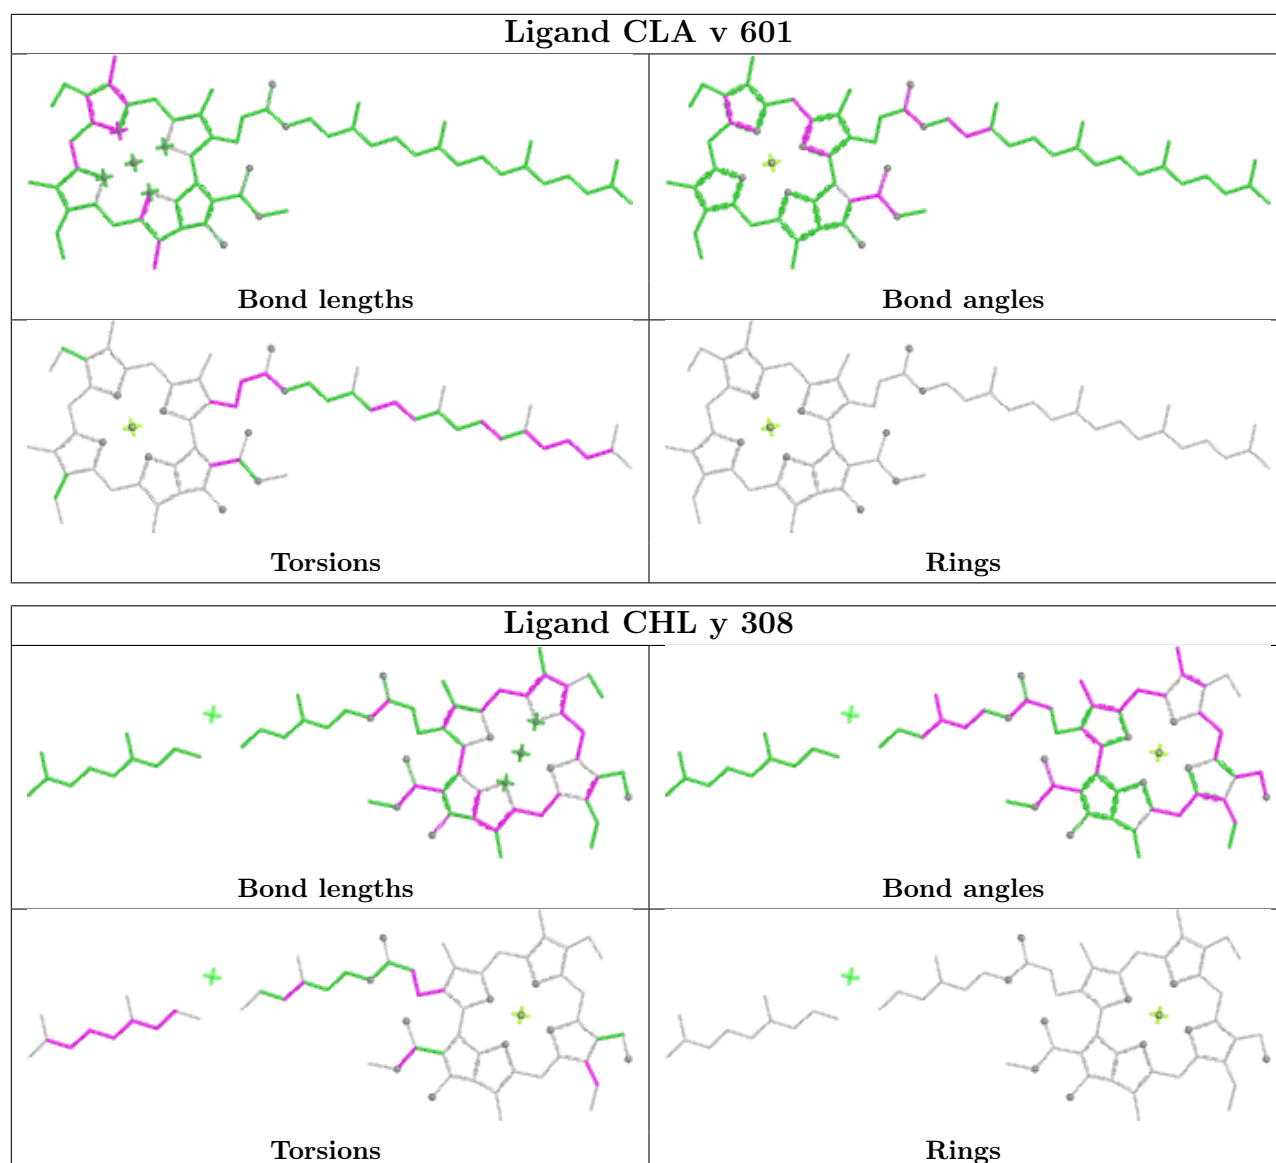 Ligand CLA v 601
Bond lengths
Bond angles
Torsions
Rings
Ligand CHL y 308
Bond lengths
Bond angles
Torsions
Rings